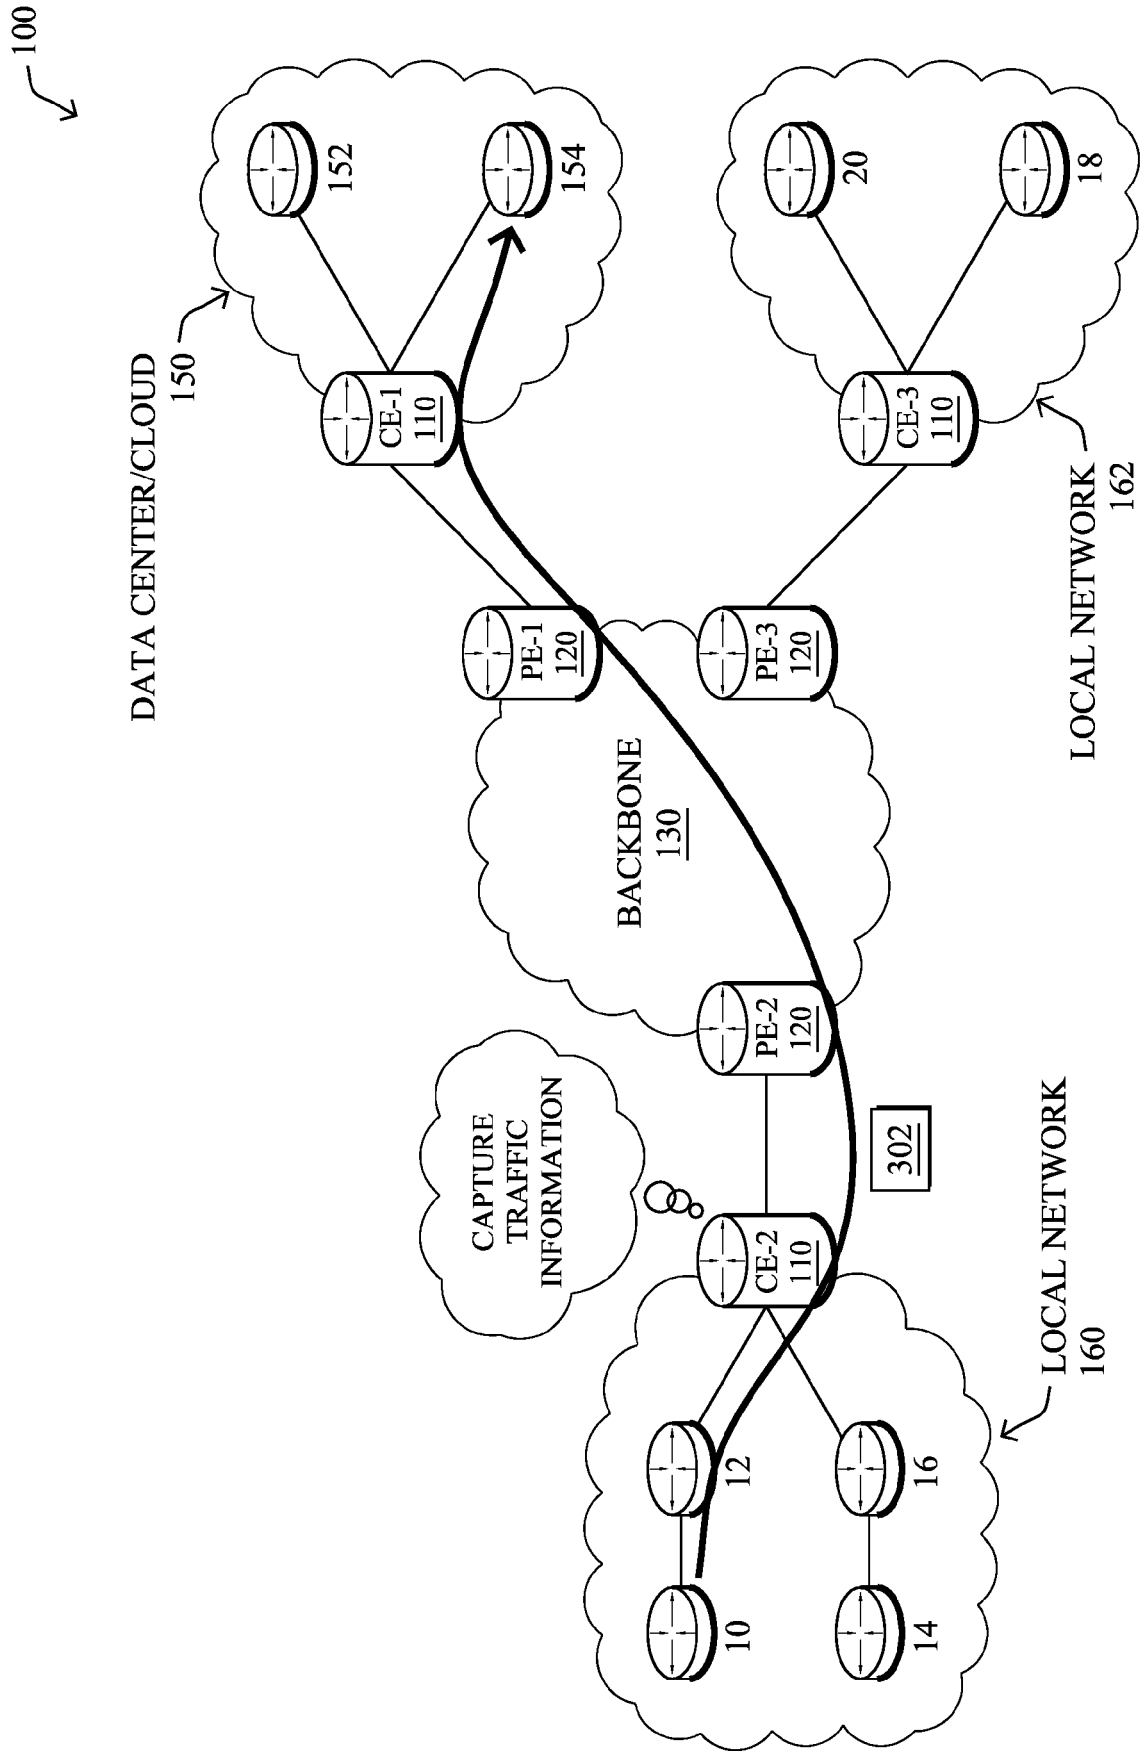 100
DATA CENTER/CLOUD
150
152
154
CE-1
110
PE-1
120
BACKBONE
130
PE-3
120
CE-3
110
20
18
LOCAL NETWORK
162
PE-2
120
CAPTURE
TRAFFIC
INFORMATION
302
CE-2
110
10
12
14
16
LOCAL NETWORK
160